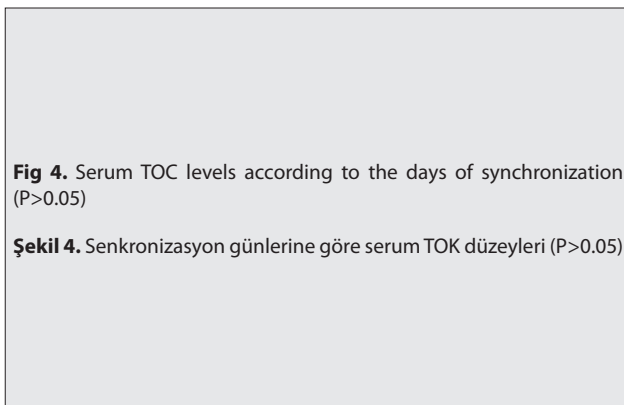 Fig 4. Serum TOC levels according to the days of synchronization
(P>0.05)
Şekil 4. Senkronizasyon günlerine göre serum TOK düzeyleri (P>0.05)